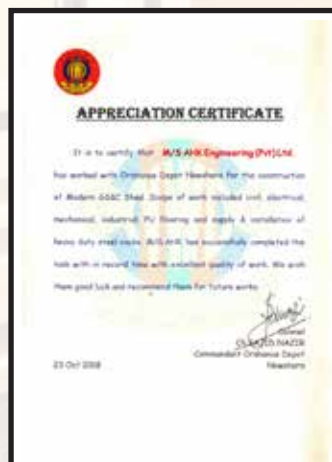 APPRECIATION CERTIFICATE
It is to certify that M/S AHK Engineering (Pvt) Ltd.
has worked with Ordnance Depot Nowshera for the construction
of Modern Shed. Scope of work included civil, electrical,
mechanical, industrial PU flooring and supply & installation of
heavy duty steel racks. M/S AHK has successfully completed the
task with in record time with excellent quality of work. We wish
them good luck and recommend them for future works.
Colonel
NAZIR
Commandant Ordnance Depot
23 Oct 2018 Nowshera